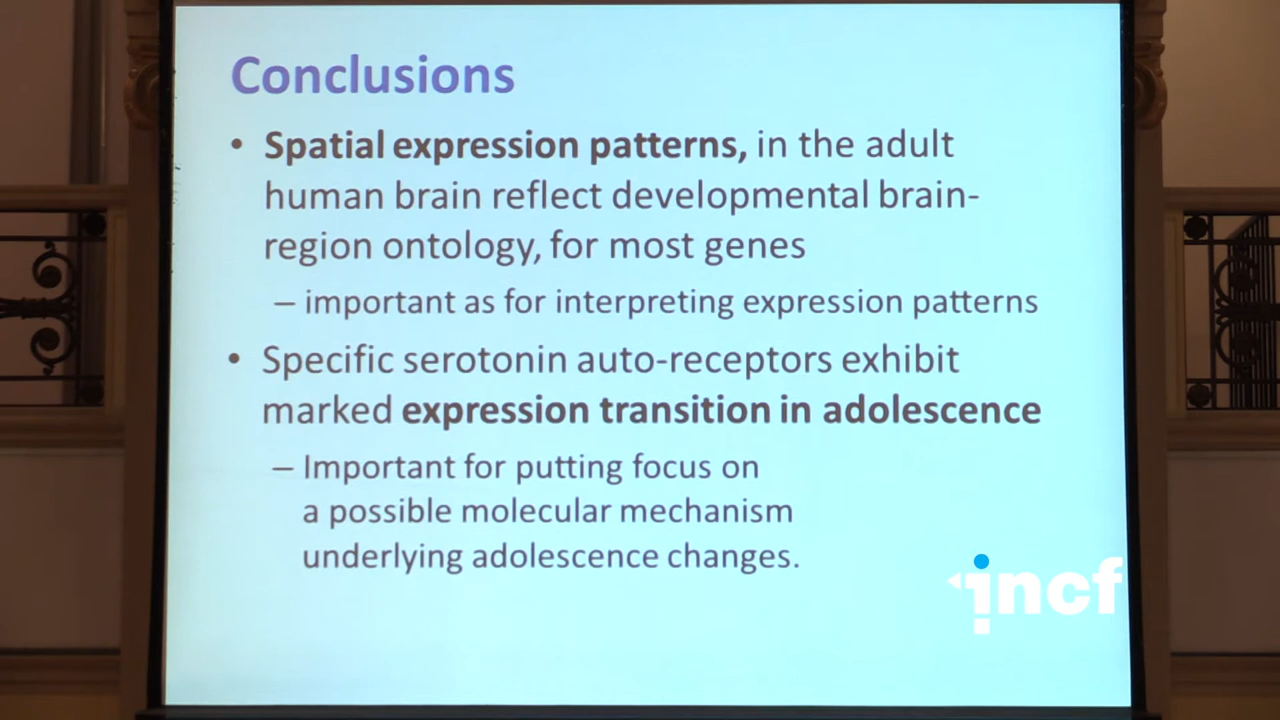 Conclusions
• Spatial expression patterns, in the adult
human brain reflect developmental brain-
region ontology, for most genes
– important as for interpreting expression patterns
• Specific serotonin auto-receptors exhibit
marked expression transition in adolescence
– Important for putting focus on
a possible molecular mechanism
underlying adolescence changes.
incf